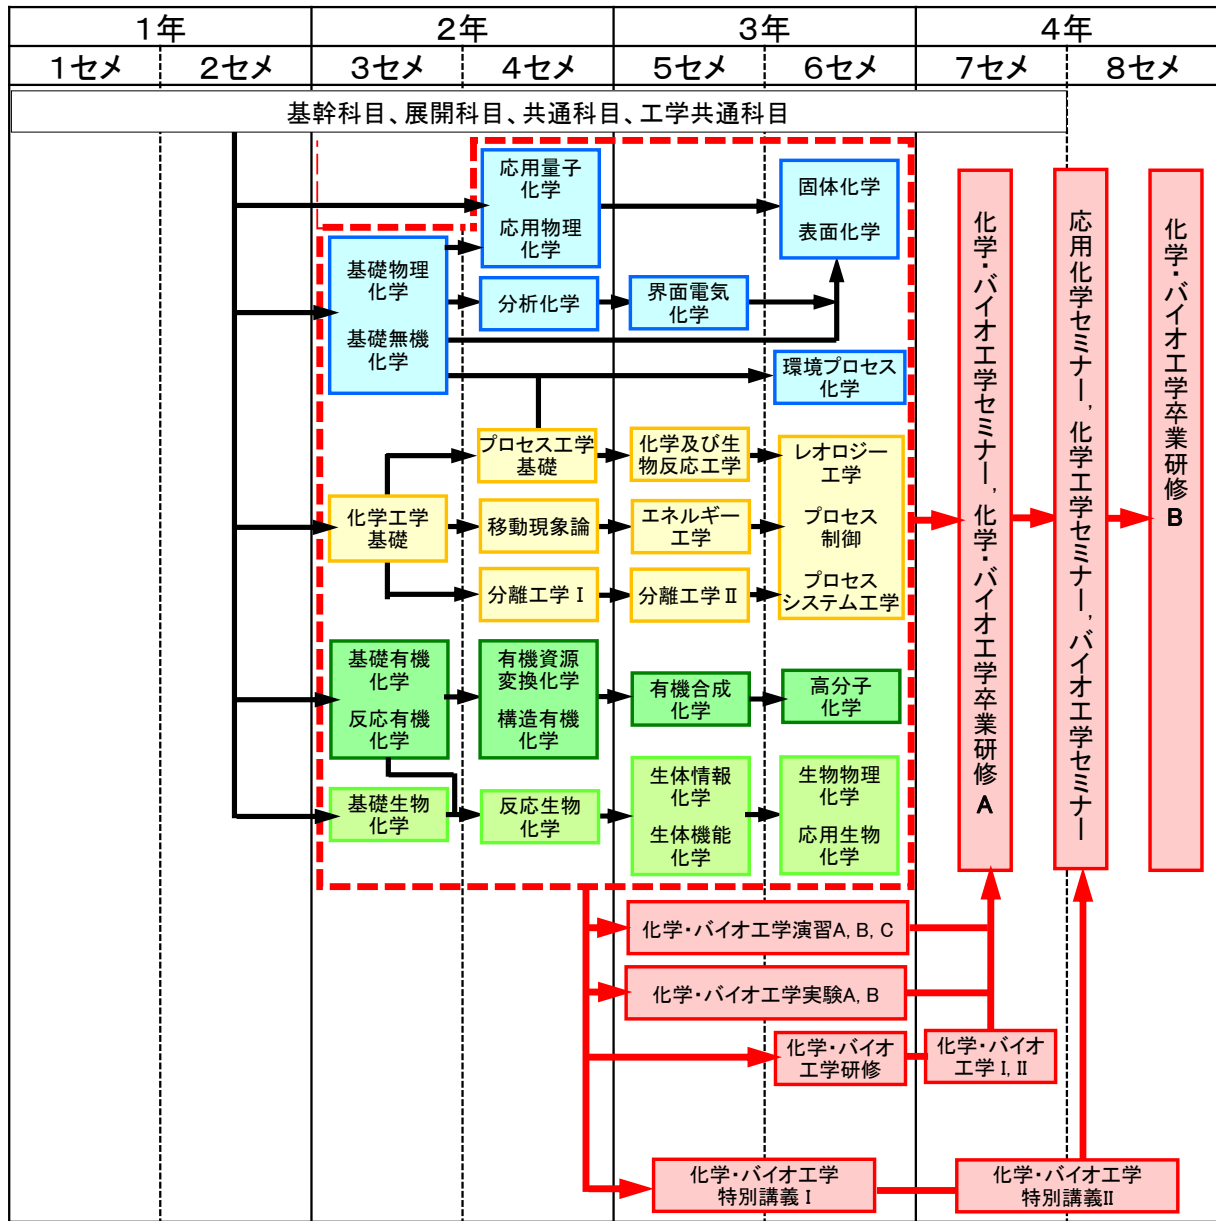 1年
2年
3年
4年
1セメ
2セメ
3セメ
4セメ
5セメ
6セメ
7セメ
8セメ
基幹科目、展開科目、共通科目、工学共通科目
応用量子
化学
応用物理
化学
固体化学
表面化学
基礎物理
化学
基礎無機
化学
分析化学
界面電気
化学
環境プロセス
化学
プロセス工学
基礎
化学及び生
物反応工学
レオロジー
工学
プロセス
制御
プロセス
システム工学
化学工学
基礎
移動現象論
エネルギー
工学
分離工学Ⅰ
分離工学Ⅱ
基礎有機
化学
反応有機
化学
有機資源
変換化学
構造有機
化学
有機合成
化学
高分子
化学
基礎生物
化学
反応生物
化学
生体情報
化学
生体機能
化学
生物物理
化学
応用生物
化学
化学・バイオ工学セミナー, 化学・バイオ工学卒業研修A
応用化学セミナー, 化学工学セミナー, バイオ工学セミナー
化学・バイオ工学卒業研修B
化学・バイオ工学演習A, B, C
化学・バイオ工学実験A, B
化学・バイオ
工学研修
化学・バイオ
工学Ⅰ, Ⅱ
化学・バイオ工学
特別講義Ⅰ
化学・バイオ工学
特別講義Ⅱ